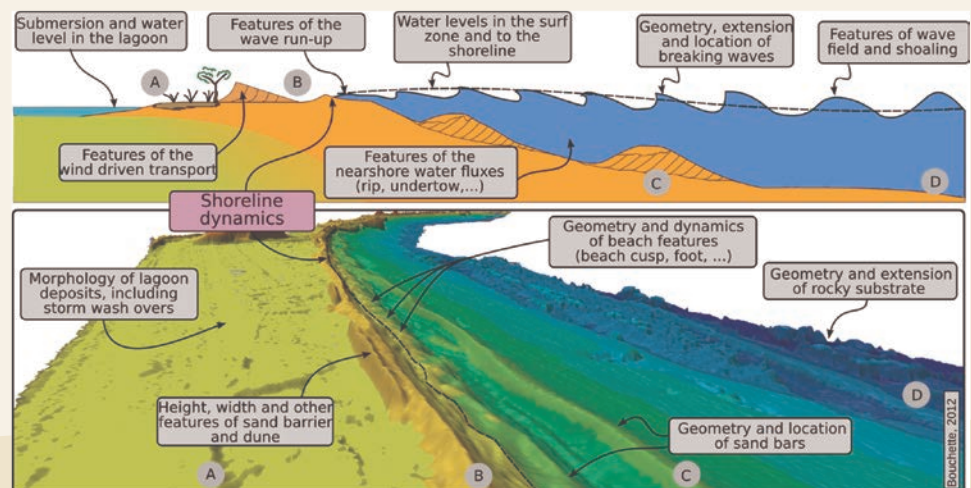 Submersion and water
level in the lagoon
Features of the
wave run-up
Water levels in the surf
zone and to the
shoreline
Geometry, extension
and location of
breaking waves
Features of wave
field and shoaling
A
B
Features of the
wind driven transport
Features of the
nearshore water fluxes
(rip, undertow,...)
C
D
Shoreline
dynamics
Geometry and dynamics
of beach features
(beach cusp, foot, ...)
Morphology of lagoon
deposits, including
storm wash overs
Geometry and extension
of rocky substrate
Height, width and other
features of sand barrier
and dune
Geometry and location
of sand bars
A
B
C
D
Bouchette, 2012